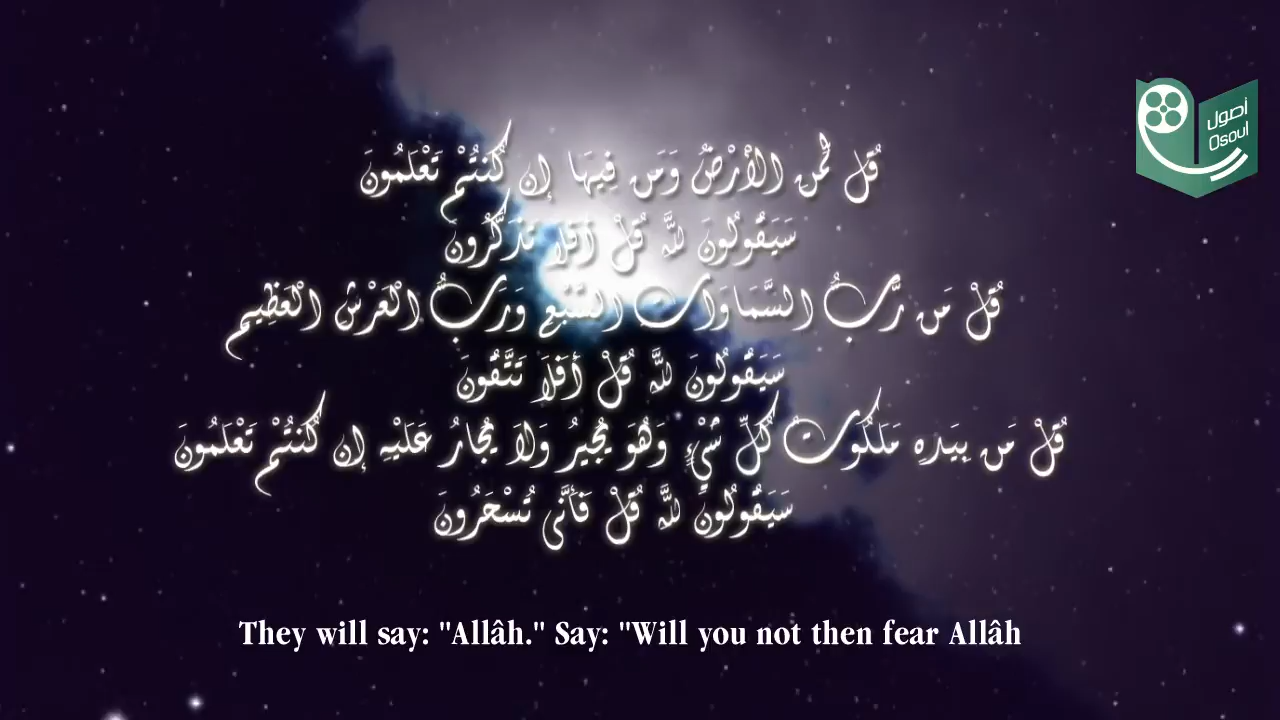 أصول
Osoul
قُل لِّمَنِ الْأَرْضُ وَمَن فِيهَا إِن كُنتُمْ تَعْلَمُونَ
سَيَقُولُونَ لِلَّهِ قُلْ أَفَلَا تَذَكَّرُونَ
قُلْ مَن رَّبُّ السَّمَاوَاتِ السَّبْعِ وَرَبُّ الْعَرْشِ الْعَظِيمِ
سَيَقُولُونَ لِلَّهِ قُلْ أَفَلَا تَتَّقُونَ
قُلْ مَن بِيَدِهِ مَلَكُوتُ كُلِّ شَيْءٍ وَهُوَ يُجِيرُ وَلَا يُجَارُ عَلَيْهِ إِن كُنتُمْ تَعْلَمُونَ
سَيَقُولُونَ لِلَّهِ قُلْ فَأَنَّى تُسْحَرُونَ
They will say: "Allâh." Say: "Will you not then fear Allâh